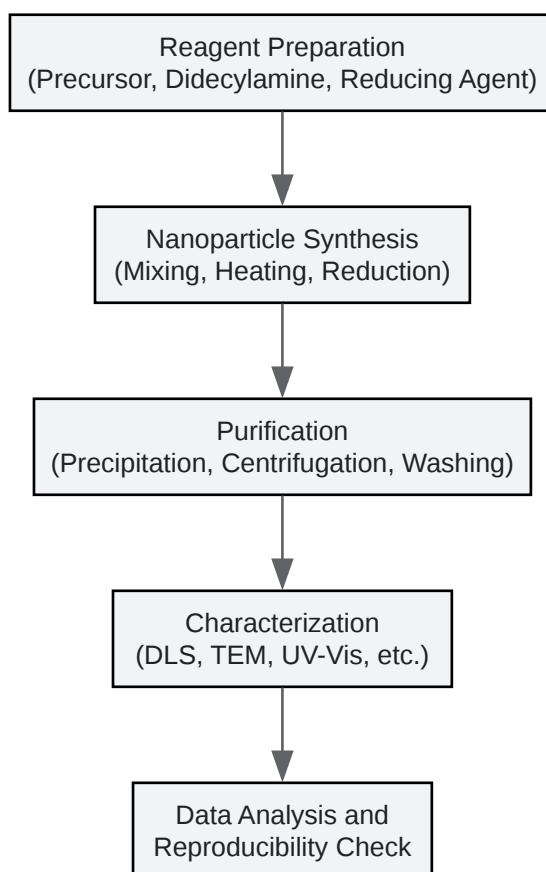 Reagent Preparation
(Precursor, Didecylamine, Reducing Agent)
Nanoparticle Synthesis
(Mixing, Heating, Reduction)
Purification
(Precipitation, Centrifugation, Washing)
Characterization
(DLS, TEM, UV-Vis, etc.)
Data Analysis and
Reproducibility Check